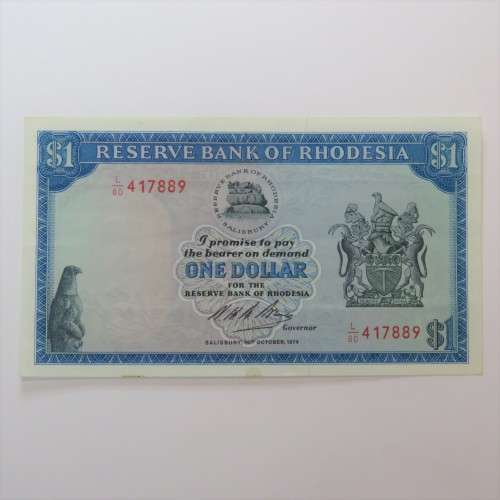 $1 RESERVE BANK OF RHODESIA $1
L/80 417889
RESERVE BANK OF RHODESIA
SALISBURY
I promise to pay
the bearer on demand
ONE DOLLAR
FOR THE
RESERVE BANK OF RHODESIA
Governor
L/80 417889 $1